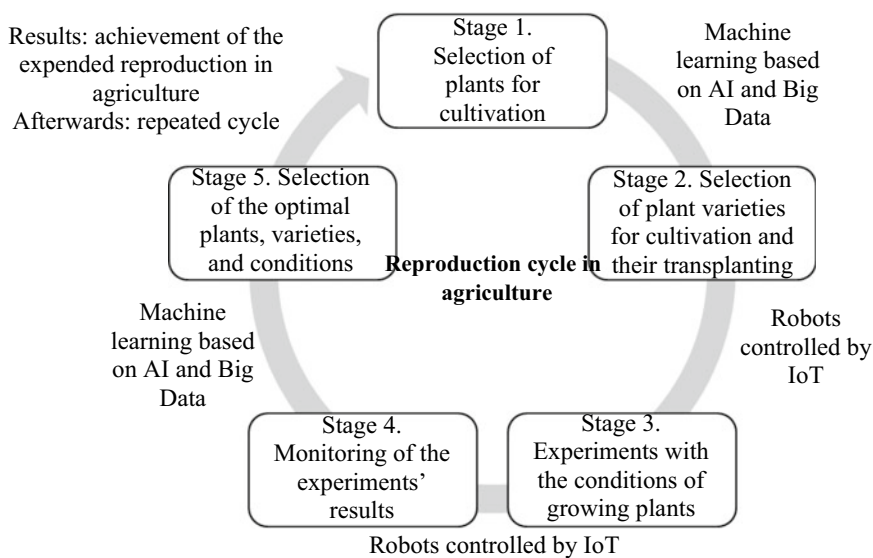 Results: achievement of the
expended reproduction in
agriculture
Afterwards: repeated cycle
Stage 1.
Selection of
plants for
cultivation
Machine
learning based
on AI and Big
Data
Stage 2. Selection
of plant varieties
for cultivation and
their transplanting
Robots
controlled by
IoT
Stage 3.
Experiments with
the conditions of
growing plants
Robots controlled by IoT
Stage 4.
Monitoring of the
experiments’
results
Machine
learning based
on AI and Big
Data
Stage 5. Selection
of the optimal
plants, varieties,
and conditions
Reproduction cycle in
agriculture